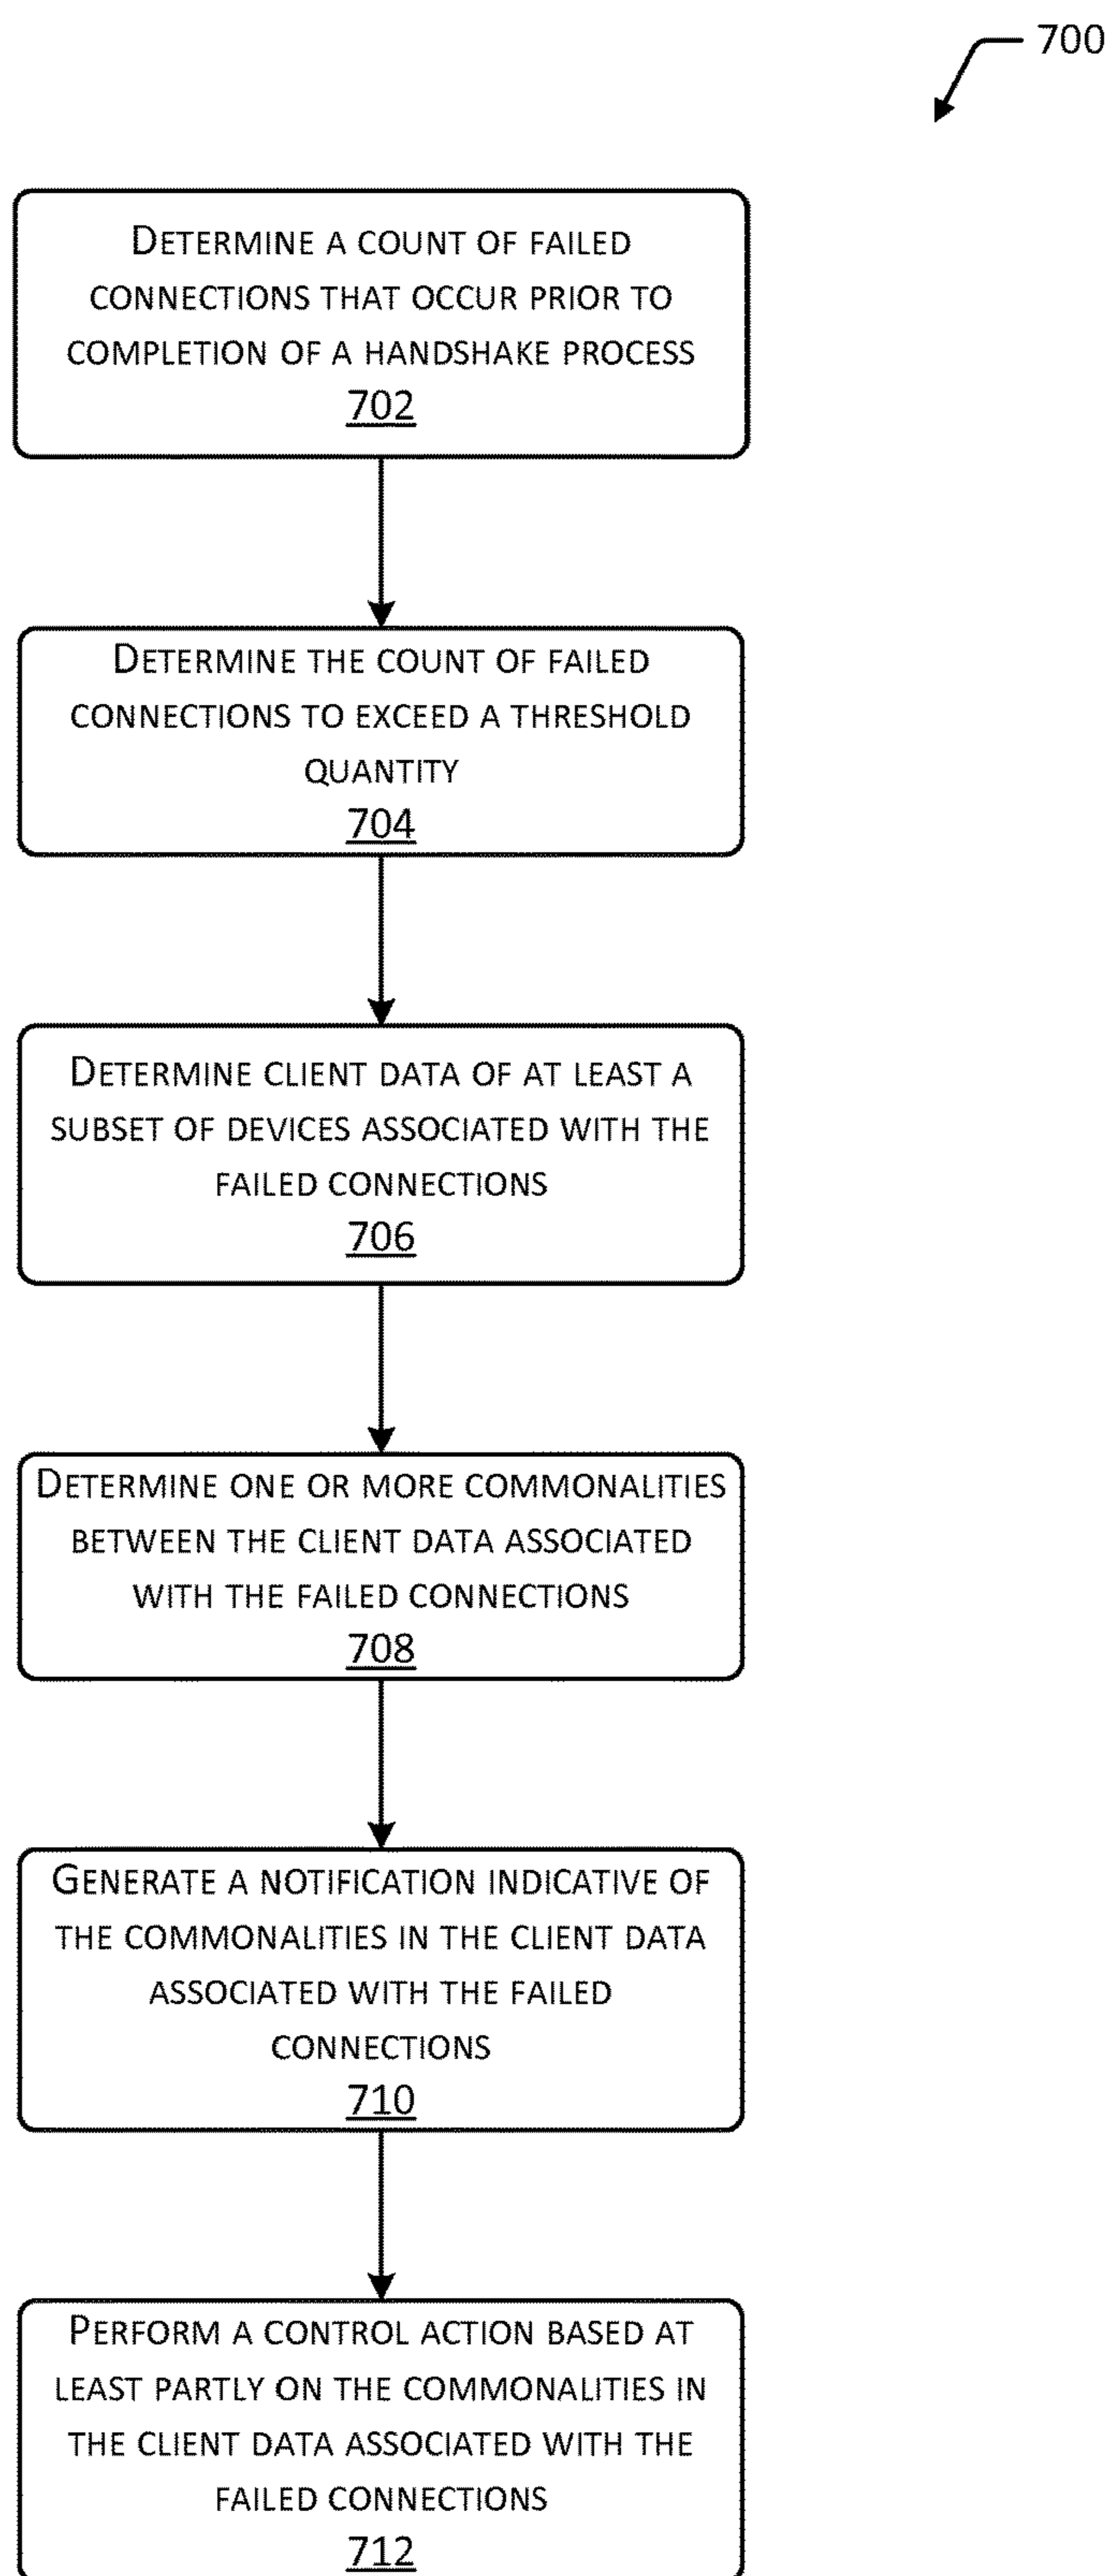 700
DETERMINE A COUNT OF FAILED
CONNECTIONS THAT OCCUR PRIOR TO
COMPLETION OF A HANDSHAKE PROCESS
702
DETERMINE THE COUNT OF FAILED
CONNECTIONS TO EXCEED A THRESHOLD
QUANTITY
704
DETERMINE CLIENT DATA OF AT LEAST A
SUBSET OF DEVICES ASSOCIATED WITH THE
FAILED CONNECTIONS
706
DETERMINE ONE OR MORE COMMONALITIES
BETWEEN THE CLIENT DATA ASSOCIATED
WITH THE FAILED CONNECTIONS
708
GENERATE A NOTIFICATION INDICATIVE OF
THE COMMONALITIES IN THE CLIENT DATA
ASSOCIATED WITH THE FAILED
CONNECTIONS
710
PERFORM A CONTROL ACTION BASED AT
LEAST PARTLY ON THE COMMONALITIES IN
THE CLIENT DATA ASSOCIATED WITH THE
FAILED CONNECTIONS
712